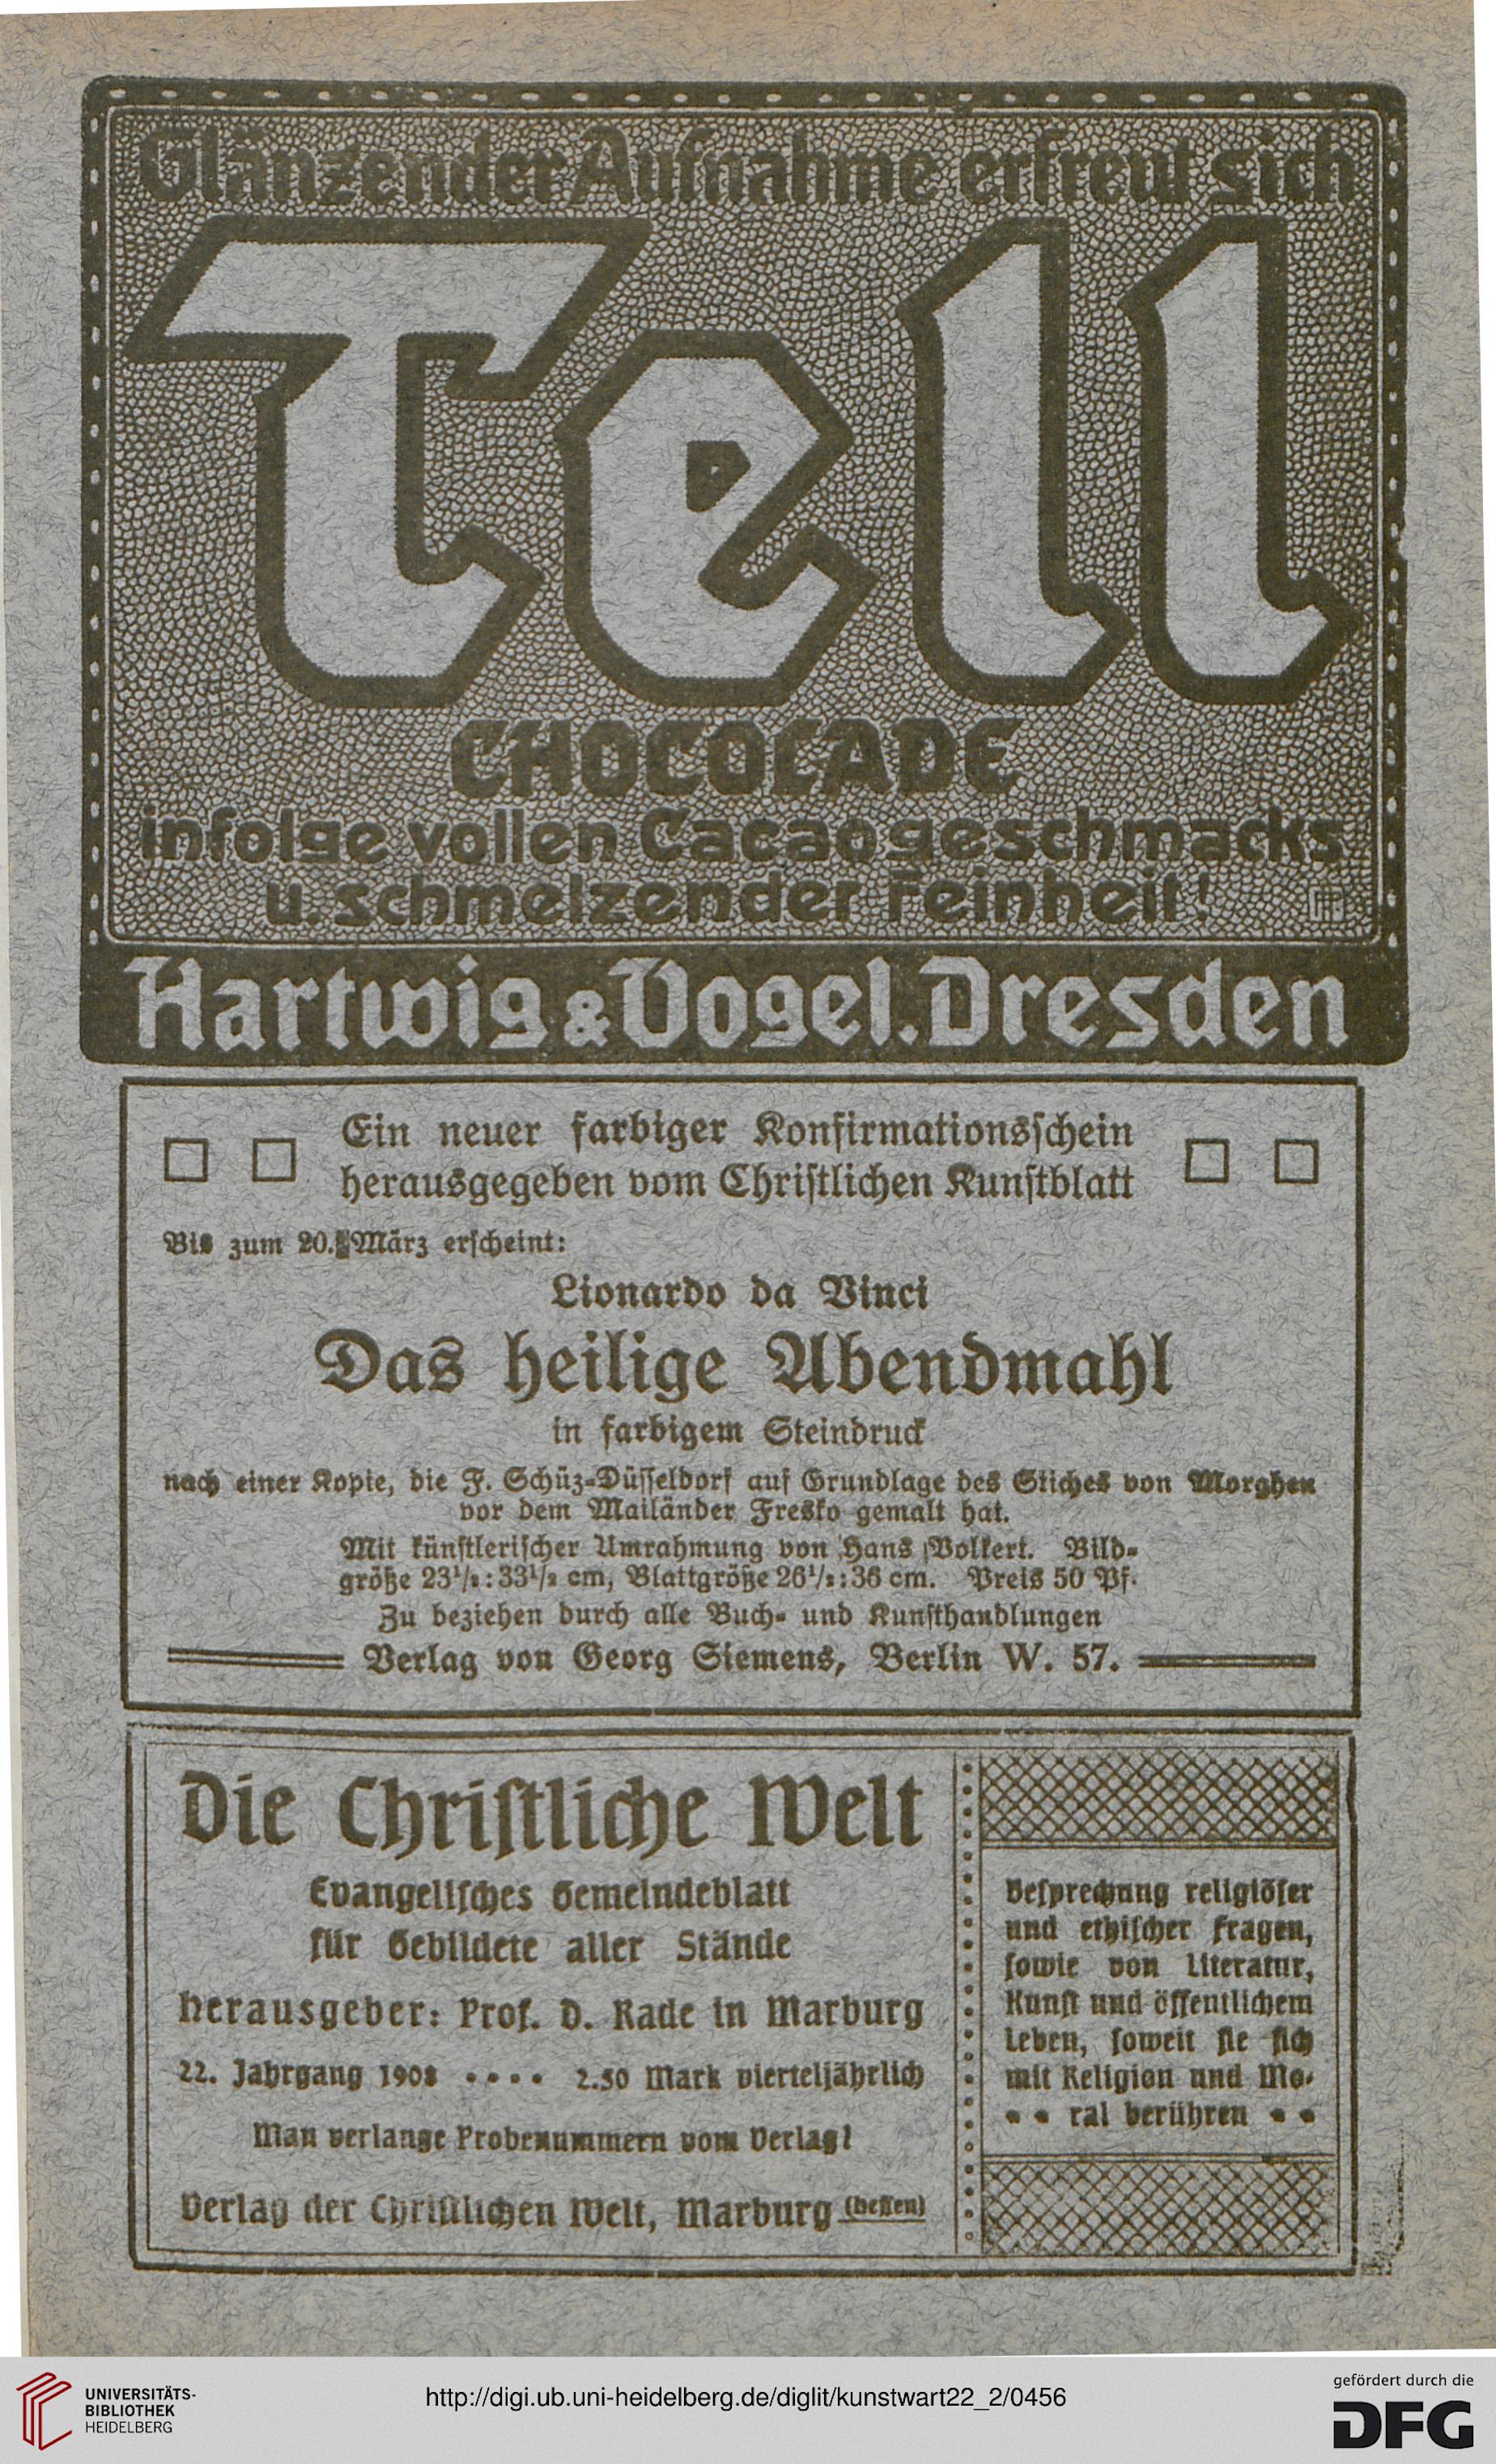 Glänzender Aufnahme erfreut sich
Tell
CHOCOLADE
infolge vollen Cacaogeschmacks
u. schmelzender Feinheit!
Hartwig & Vogel. Dresden
Ein neuer farbiger Konfirmationsſchein
herausgegeben vom Chriſtlichen Kunſtblatt
Bis zum 20. März erſcheint:
Lionardo da Vinci
Das heilige Abendmahl
in farbigem Steindruck
nach einer Kopie, die F. Schüz-Düſſeldorf auf Grundlage des Stiches von Morghen
vor dem Mailänder Fresko gemalt hat.
Mit künſtleriſcher Umrahmung von Hans Volkert. Bild-
größe 23¹/₂:33¹/₂ cm, Blattgröße 26¹/₂:36 cm. Preis 50 Pf.
Zu beziehen durch alle Buch- und Kunſthandlungen
Verlag von Georg Siemens, Berlin W. 57.
Die Chriſtliche Welt
Evangeliſches Gemeindeblatt
für Gebildete aller Stände
Herausgeber: Prof. D. Rade in Marburg
22. Jahrgang 1908 • • • • 2.50 Mark vierteljährlich
Man verlange Probenummern vom Verlag!
Verlag der Chriſtlichen Welt, Marburg (Heſſen)
Beſprechung religiöſer
und ethiſcher Fragen,
ſowie von Literatur,
Kunſt und öffentlichem
Leben, ſoweit ſie ſich
mit Religion und Mo-
• • ral berühren • •
UNIVERSITÄTS-
BIBLIOTHEK
HEIDELBERG
http://digi.ub.uni-heidelberg.de/diglit/kunstwart22_2/0456
gefördert durch die
DFG